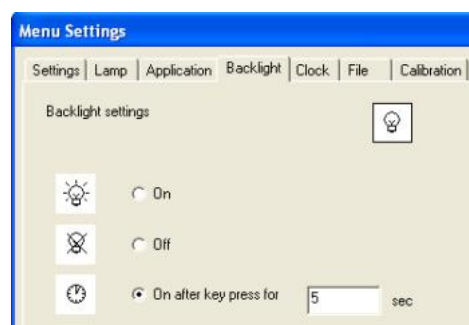 Menu Settings
Settings Lamp Application Backlight Clock File Calibration
Backlight settings
On
Off
On after key press for 5 sec